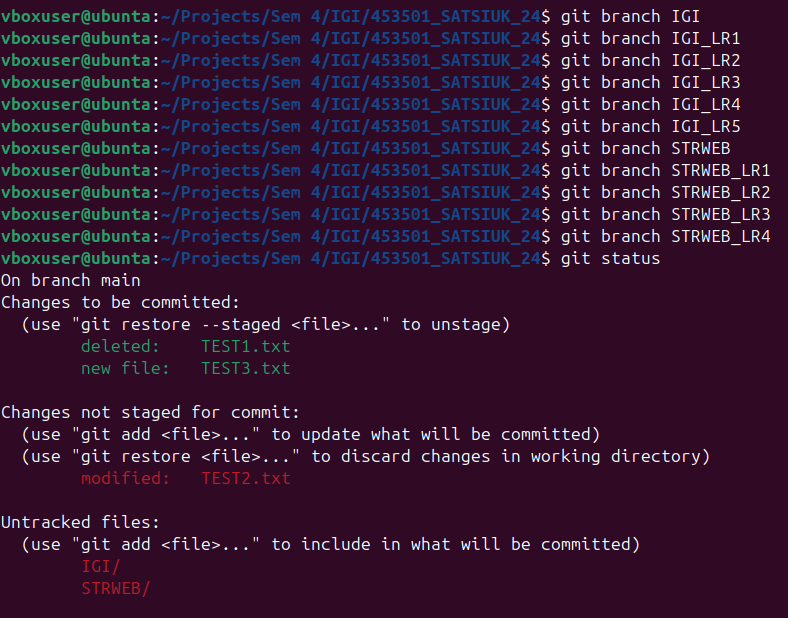 vboxuser@ubunta:~/Projects/Sem 4/IGI/453501_SATSIUK_24$ git branch IGI
vboxuser@ubunta:~/Projects/Sem 4/IGI/453501_SATSIUK_24$ git branch IGI_LR1
vboxuser@ubunta:~/Projects/Sem 4/IGI/453501_SATSIUK_24$ git branch IGI_LR2
vboxuser@ubunta:~/Projects/Sem 4/IGI/453501_SATSIUK_24$ git branch IGI_LR3
vboxuser@ubunta:~/Projects/Sem 4/IGI/453501_SATSIUK_24$ git branch IGI_LR4
vboxuser@ubunta:~/Projects/Sem 4/IGI/453501_SATSIUK_24$ git branch IGI_LR5
vboxuser@ubunta:~/Projects/Sem 4/IGI/453501_SATSIUK_24$ git branch STRWEB
vboxuser@ubunta:~/Projects/Sem 4/IGI/453501_SATSIUK_24$ git branch STRWEB_LR1
vboxuser@ubunta:~/Projects/Sem 4/IGI/453501_SATSIUK_24$ git branch STRWEB_LR2
vboxuser@ubunta:~/Projects/Sem 4/IGI/453501_SATSIUK_24$ git branch STRWEB_LR3
vboxuser@ubunta:~/Projects/Sem 4/IGI/453501_SATSIUK_24$ git branch STRWEB_LR4
vboxuser@ubunta:~/Projects/Sem 4/IGI/453501_SATSIUK_24$ git status
On branch main
Changes to be committed:
  (use "git restore --staged <file>..." to unstage)
        deleted:    TEST1.txt
        new file:   TEST3.txt

Changes not staged for commit:
  (use "git add <file>..." to update what will be committed)
  (use "git restore <file>..." to discard changes in working directory)
        modified:   TEST2.txt

Untracked files:
  (use "git add <file>..." to include in what will be committed)
        IGI/
        STRWEB/